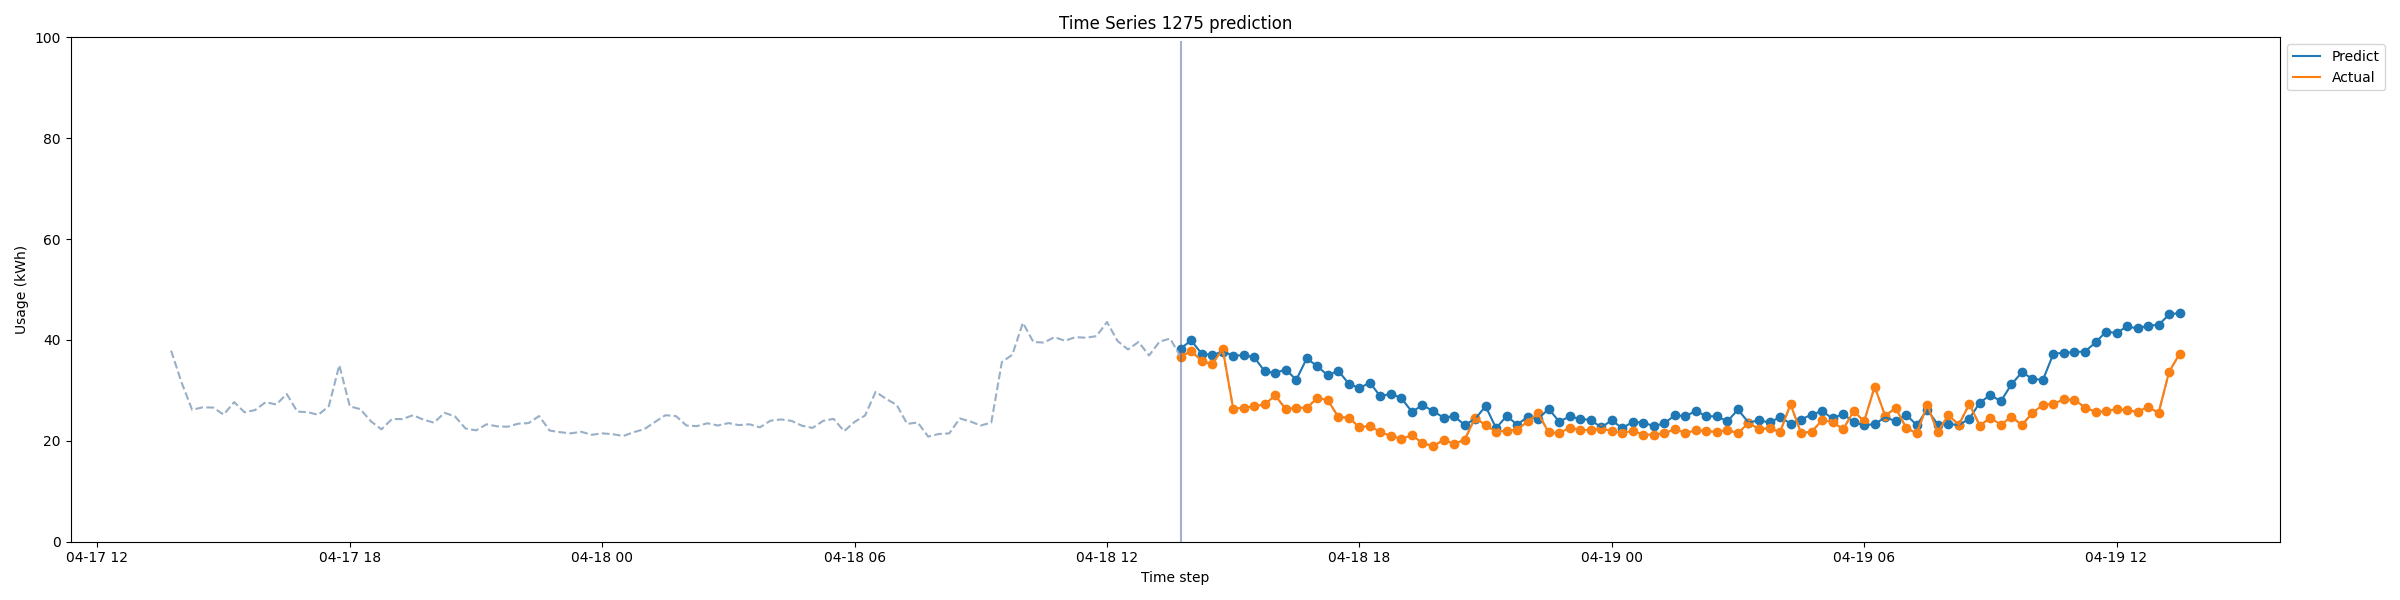 Time Series 1275 prediction
Usage (kWh)
100
80
60
40
20
0
04-17 12 04-17 18 04-18 00 04-18 06 04-18 12 04-18 18 04-19 00 04-19 06 04-19 12
Time step
Predict
Actual